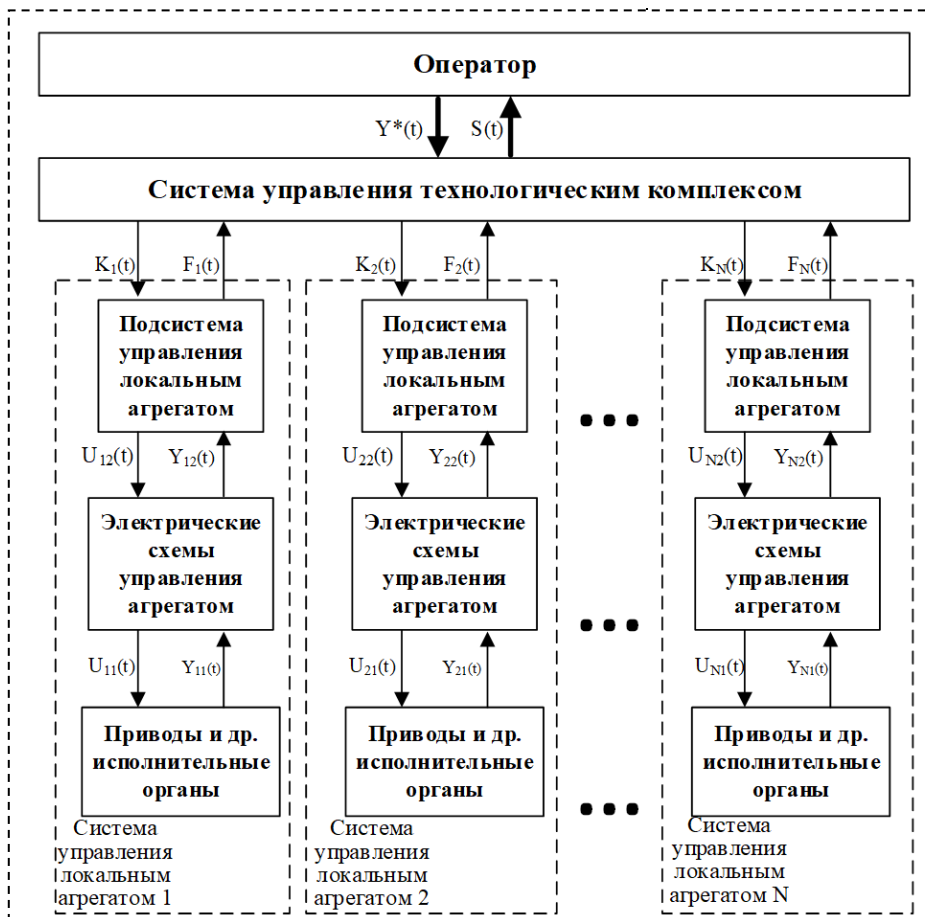 Оператор
Y*(t) S(t)
Система управления технологическим комплексом
K1(t) F1(t) K2(t) F2(t) KN(t) FN(t)
Подсистема
управления
локальным
агрегатом
Подсистема
управления
локальным
агрегатом
Подсистема
управления
локальным
агрегатом
U12(t) Y12(t) U22(t) Y22(t) UN2(t) YN2(t)
Электрические
схемы
управления
агрегатом
Электрические
схемы
управления
агрегатом
Электрические
схемы
управления
агрегатом
U11(t) Y11(t) U21(t) Y21(t) UN1(t) YN1(t)
Приводы и др.
исполнительные
органы
Приводы и др.
исполнительные
органы
Приводы и др.
исполнительные
органы
Система
управления
локальным
агрегатом 1
Система
управления
локальным
агрегатом 2
Система
управления
локальным
агрегатом N